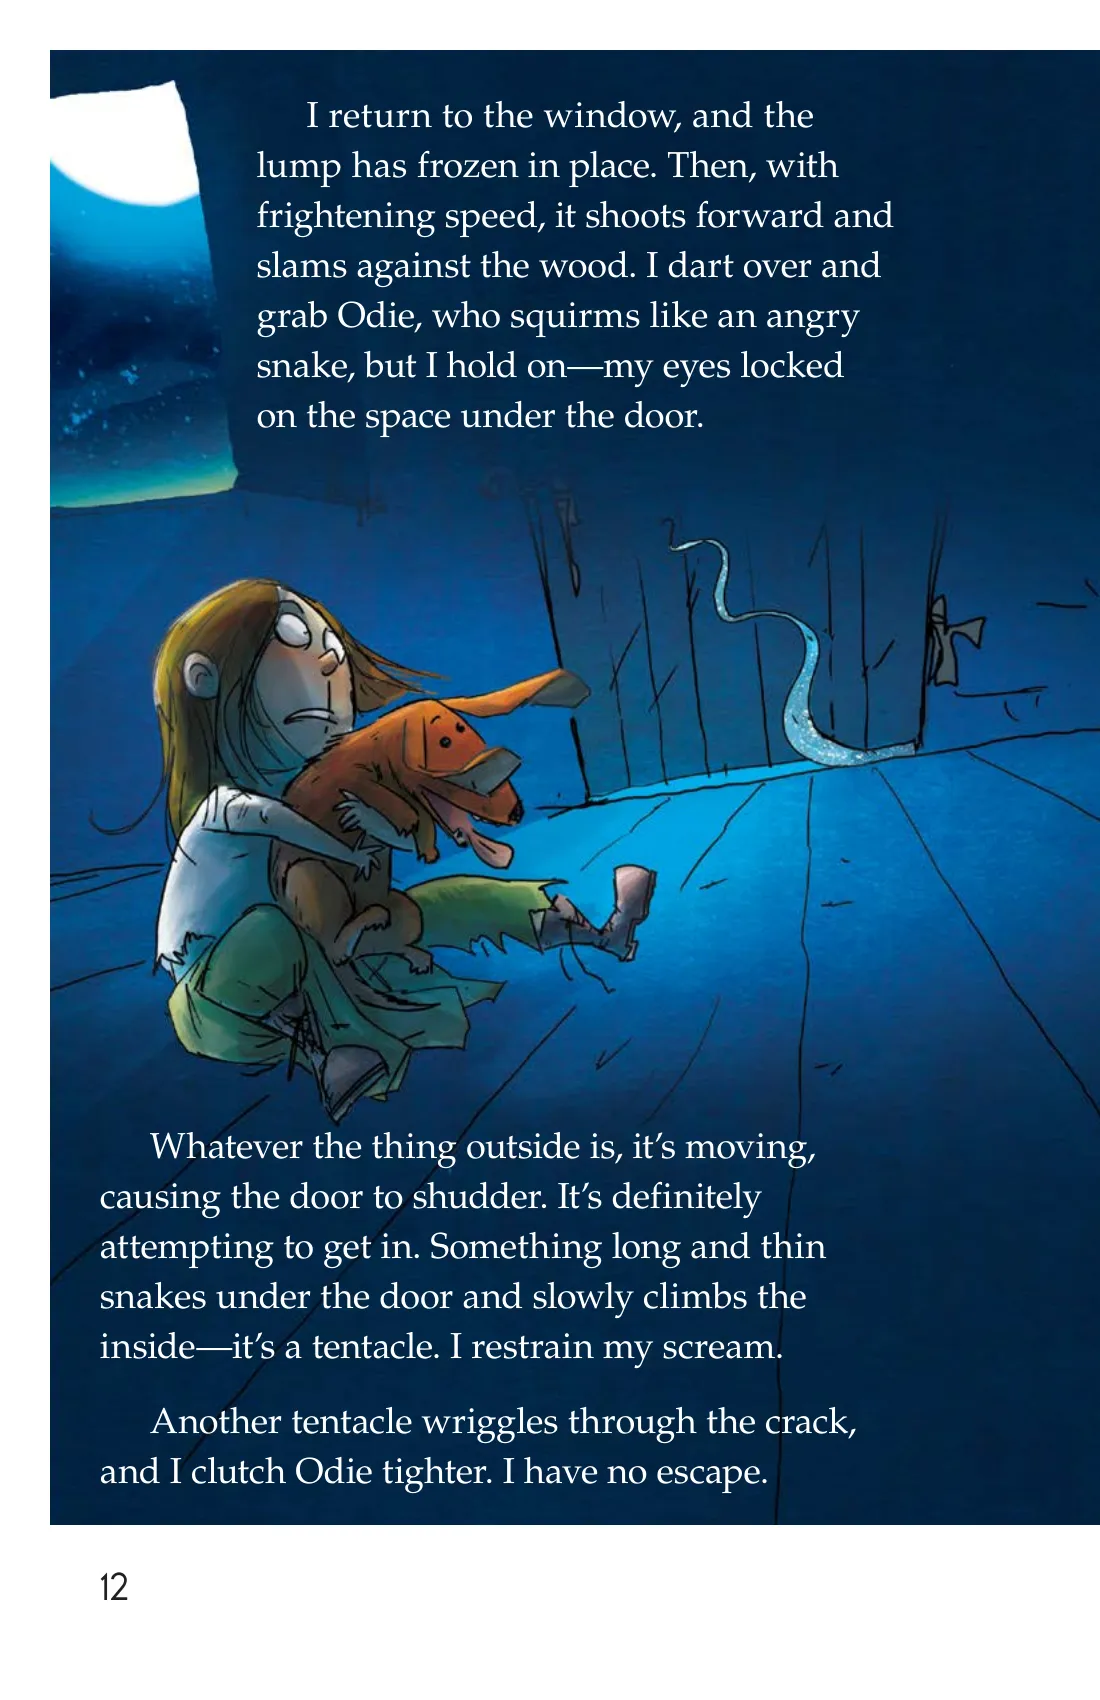 I return to the window, and the
lump has frozen in place. Then, with
frightening speed, it shoots forward and
slams against the wood. I dart over and
grab Odie, who squirms like an angry
snake, but I hold on—my eyes locked
on the space under the door.
Whatever the thing outside is, it’s moving,
causing the door to shudder. It’s definitely
attempting to get in. Something long and thin
snakes under the door and slowly climbs the
inside—it’s a tentacle. I restrain my scream.
Another tentacle wriggles through the crack,
and I clutch Odie tighter. I have no escape.
12